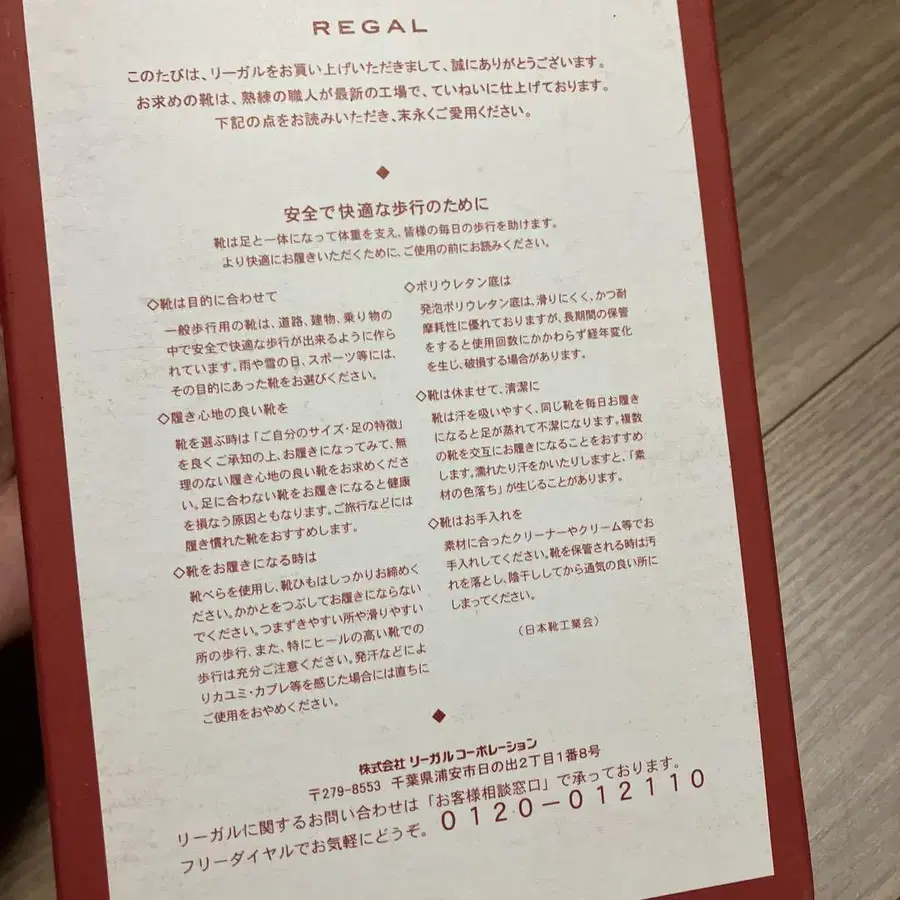 REGAL
このたびは、リーガルをお買い上げいただきまして、誠にありがとうございます。
お求めの靴は、熟練の職人が最新の工場で、ていねいに仕上げております。
下記の点をお読みいただき、末永くご愛用ください。
安全で快適な歩行のために
靴は足と一体になって体重を支え、皆様の毎日の歩行を助けます。
より快適にお履きいただくために、ご使用の前にお読みください。
◇靴は目的に合わせて
一般歩行用の靴は、道路、建物、乗り物の
中で安全で快適な歩行が出来るように作ら
れています。雨や雪の日、スポーツ等には、
その目的にあった靴をお選びください。
◇履き心地の良い靴を
靴を選ぶ時は「ご自分のサイズ・足の特徴」
を良くご承知の上、お履きになってみて、無
理のない履き心地の良い靴をお求めくださ
い。足に合わない靴をお履きになると健康
を損なう原因ともなります。ご旅行などには
履き慣れた靴をおすすめします。
◇靴をお履きになる時は
靴べらを使用し、靴ひもはしっかりお締めく
ださい。かかとをつぶしてお履きにならない
でください。つまずきやすい所や滑りやすい
所の歩行、また、特にヒールの高い靴での
歩行は充分ご注意ください。発汗などによ
りカユミ・カブレ等を感じた場合には直ちに
ご使用をおやめください。
◇ポリウレタン底は
発泡ポリウレタン底は、滑りにくく、かつ耐
摩耗性に優れておりますが、長期間の保管
をすると使用回数にかかわらず経年変化
を生じ、破損する場合があります。
◇靴は休ませて、清潔に
靴は汗を吸いやすく、同じ靴を毎日お履き
になると足が蒸れて不潔になります。複数
の靴を交互にお履きになることをおすすめ
します。濡れたり汗をかいたりしますと、「素
材の色落ち」が生じることがあります。
◇靴はお手入れを
素材に合ったクリーナーやクリーム等でお
手入れしてください。靴を保管される時は汚
れを落とし、陰干ししてから通気の良い所に
しまってください。
（日本靴工業会）
株式会社 リーガル コーポレーション
〒279-8553 千葉県浦安市日の出2丁目1番8号
リーガルに関するお問い合わせは「お客様相談窓口」で承っております。
フリーダイヤルでお気軽にどうぞ。 0120-012110